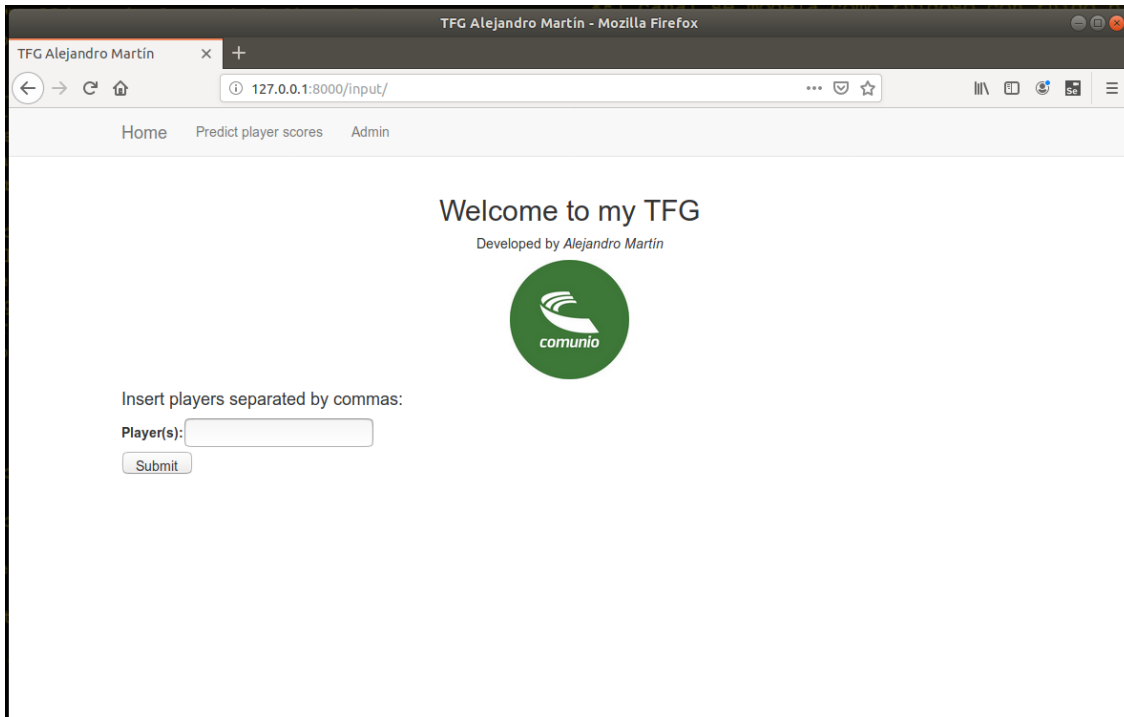 TFG Alejandro Martín - Mozilla Firefox
TFG Alejandro Martín
127.0.0.1:8000/input/
Se
Home Predict player scores Admin
Welcome to my TFG
Developed by Alejandro Martín
comunio
Insert players separated by commas:
Player(s):
Submit